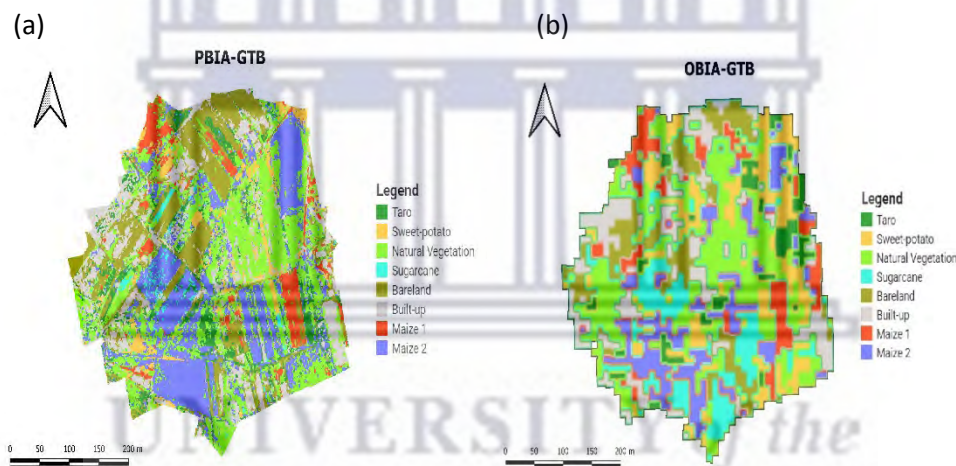 (a)
PBIA-GTB
Legend
Taro
Sweet-potato
Natural Vegetation
Sugarcane
Bareland
Built-up
Maize 1
Maize 2
0 50 100 150 200 m
(b)
OBIA-GTB
Legend
Taro
Sweet-potato
Natural Vegetation
Sugarcane
Bareland
Built-up
Maize 1
Maize 2
0 50 100 150 200 m
UNIVERSITY of the